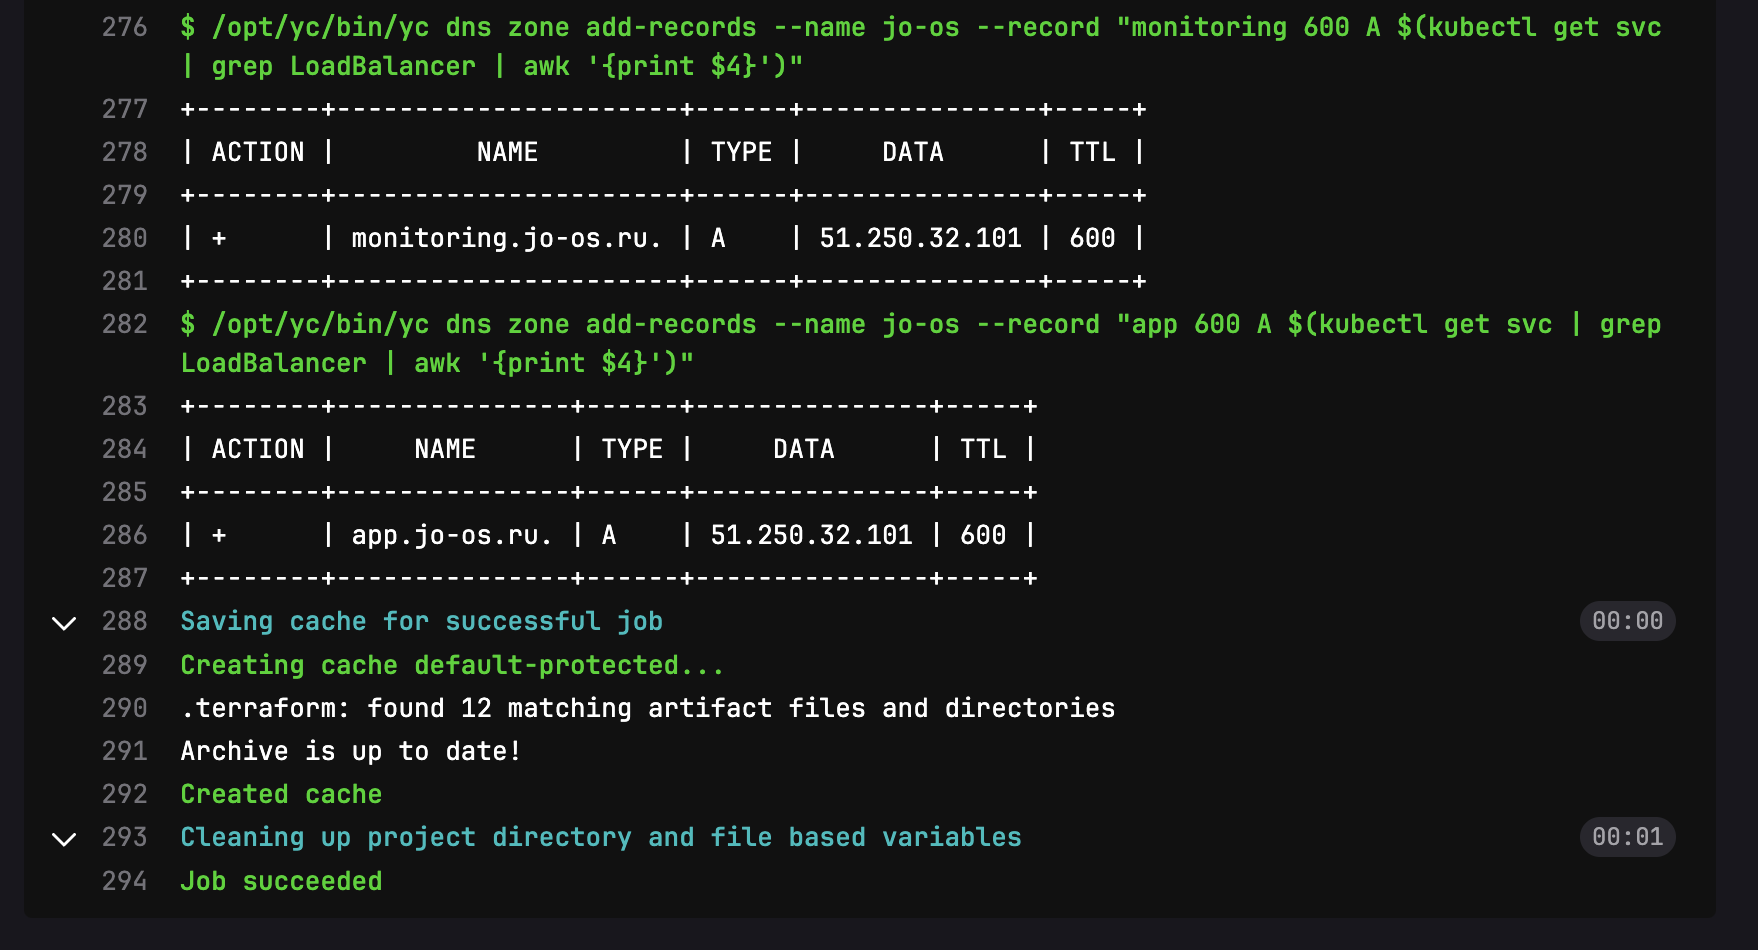 276 $ /opt/yc/bin/yc dns zone add-records --name jo-os --record "monitoring 600 A $(kubectl get svc
| grep LoadBalancer | awk '{print $4}')"
277 +--------+----------------------+------+---------------+-----+
278 | ACTION |         NAME         | TYPE |     DATA      | TTL |
279 +--------+----------------------+------+---------------+-----+
280 | +      | monitoring.jo-os.ru. | A    | 51.250.32.101 | 600 |
281 +--------+----------------------+------+---------------+-----+
282 $ /opt/yc/bin/yc dns zone add-records --name jo-os --record "app 600 A $(kubectl get svc | grep
LoadBalancer | awk '{print $4}')"
283 +--------+---------------+------+---------------+-----+
284 | ACTION |     NAME      | TYPE |     DATA      | TTL |
285 +--------+---------------+------+---------------+-----+
286 | +      | app.jo-os.ru. | A    | 51.250.32.101 | 600 |
287 +--------+---------------+------+---------------+-----+
288 Saving cache for successful job 00:00
289 Creating cache default-protected...
290 .terraform: found 12 matching artifact files and directories
291 Archive is up to date!
292 Created cache
293 Cleaning up project directory and file based variables 00:01
294 Job succeeded